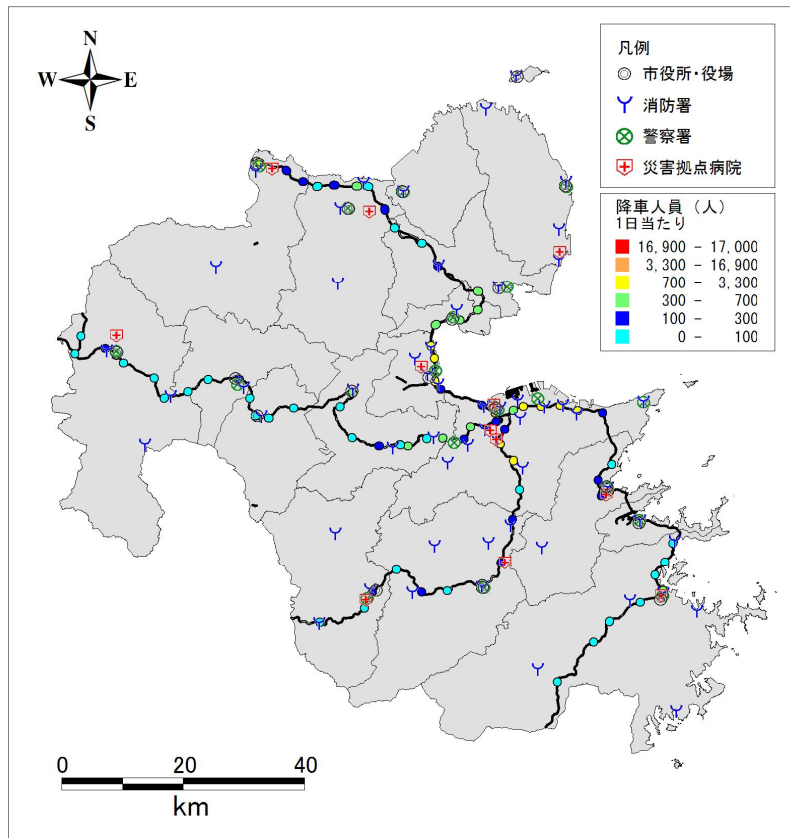 N
W E
S
凡例
市役所・役場
消防署
警察署
災害拠点病院
降車人員（人）
1日当たり
16,900 - 17,000
3,300 - 16,900
700 - 3,300
300 - 700
100 - 300
0 - 100
0 20 40
km